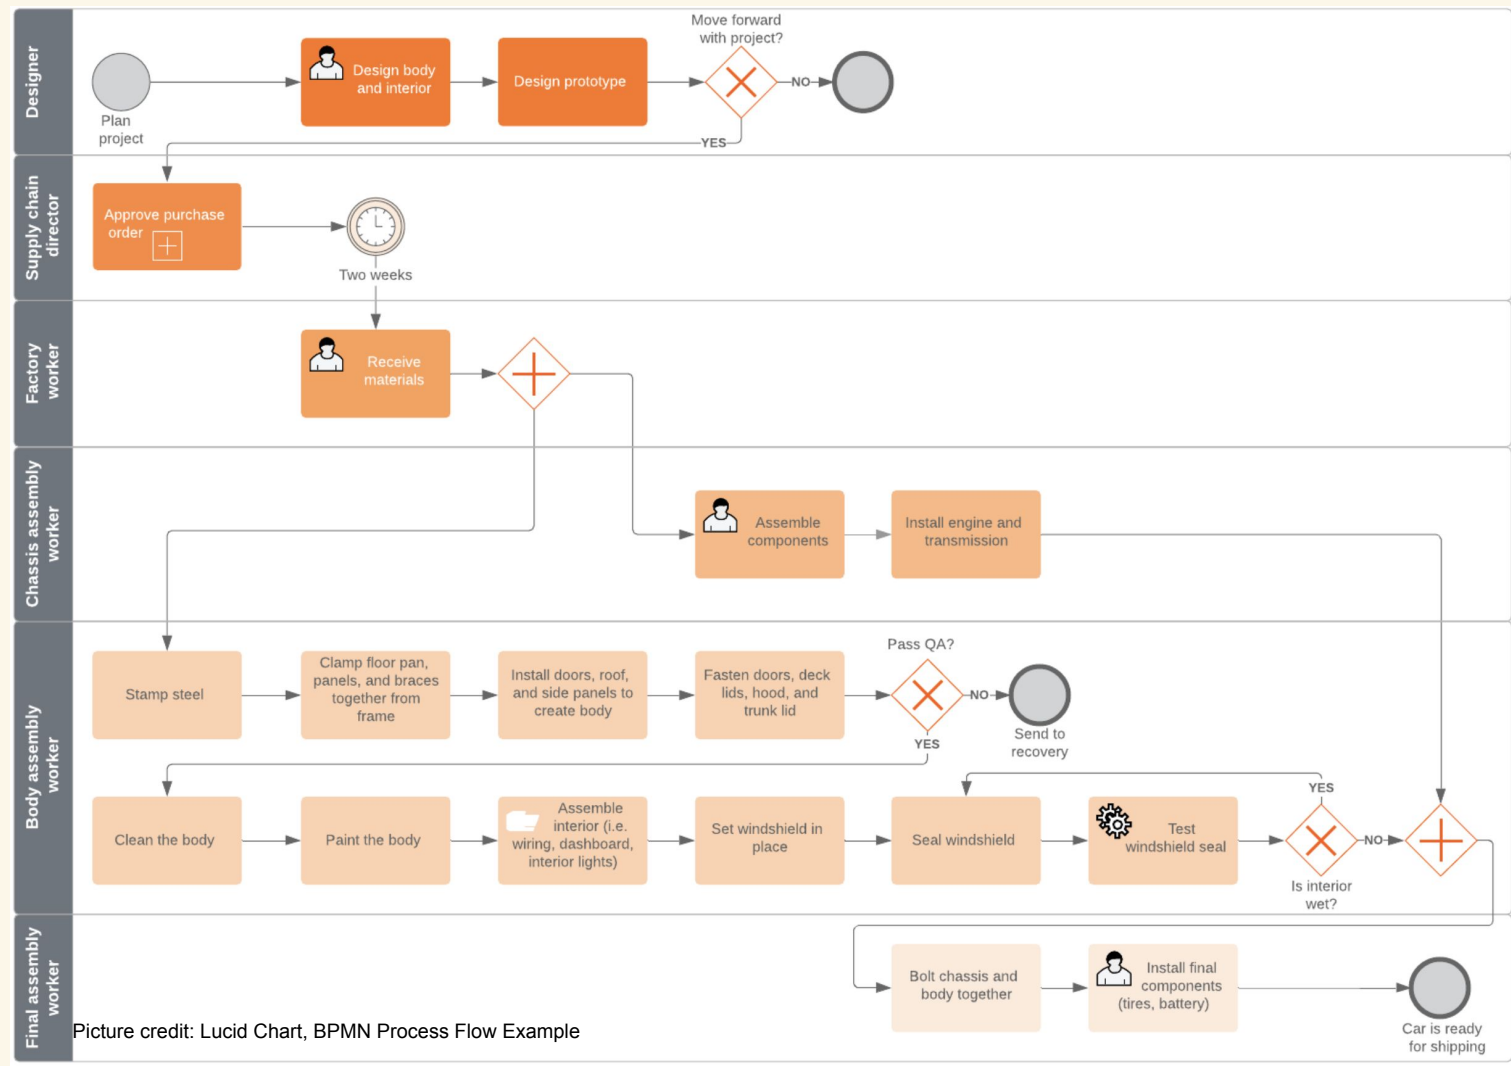 Designer
Plan
project
Design body
and interior
Design prototype
Move forward
with project?
NO
YES
Supply chain
director
Approve purchase
order
Two weeks
Factory
worker
Receive
materials
Chassis assembly
worker
Assemble
components
Install engine and
transmission
Body assembly
worker
Stamp steel
Clamp floor pan,
panels, and braces
together from
frame
Install doors, roof,
and side panels to
create body
Fasten doors, deck
lids, hood, and
trunk lid
Pass QA?
NO
Send to
recovery
YES
Clean the body
Paint the body
Assemble
interior (i.e.
wiring, dashboard,
interior lights)
Set windshield in
place
Seal windshield
Test
windshield seal
YES
Is interior
wet?
NO
Final assembly
worker
Bolt chassis and
body together
Install final
components
(tires, battery)
Car is ready
for shipping
Picture credit: Lucid Chart, BPMN Process Flow Example